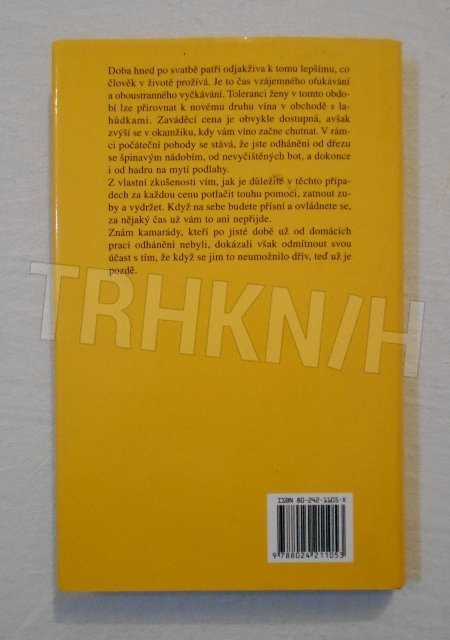 Doba hned po svatbě patří odjakživa k tomu lepšímu, co
člověk v životě prožívá. Je to čas vzájemného oťukávání
a oboustranného vyčkávání. Toleranci ženy v tomto obdo-
bí lze přirovnat k novému druhu vína v obchodě s la-
hůdkami. Zaváděcí cena je obvykle dostupná, avšak
zvýší se v okamžiku, kdy vám víno začne chutnat. V rám-
ci počáteční pohody se stává, že jste odháněni od dřezu
se špinavým nádobím, od nevyčištěných bot, a dokonce
i od hadru na mytí podlahy.
Z vlastní zkušenosti vím, jak je důležité v těchto přípa-
dech za každou cenu potlačit touhu pomoci, zatnout zu-
by a vydržet. Když na sebe budete přísní a ovládnete se,
za nějaký čas už vám to ani nepřijde.
Znám kamarády, kteří po jisté době už od domácích
prací odháněni nebyli, dokázali však odmítnout svou
účast s tím, že když se jim to neumožnilo dřív, teď už je
pozdě.
TRHKNIH
ISBN 80-242-1105-X
9 788024 211053